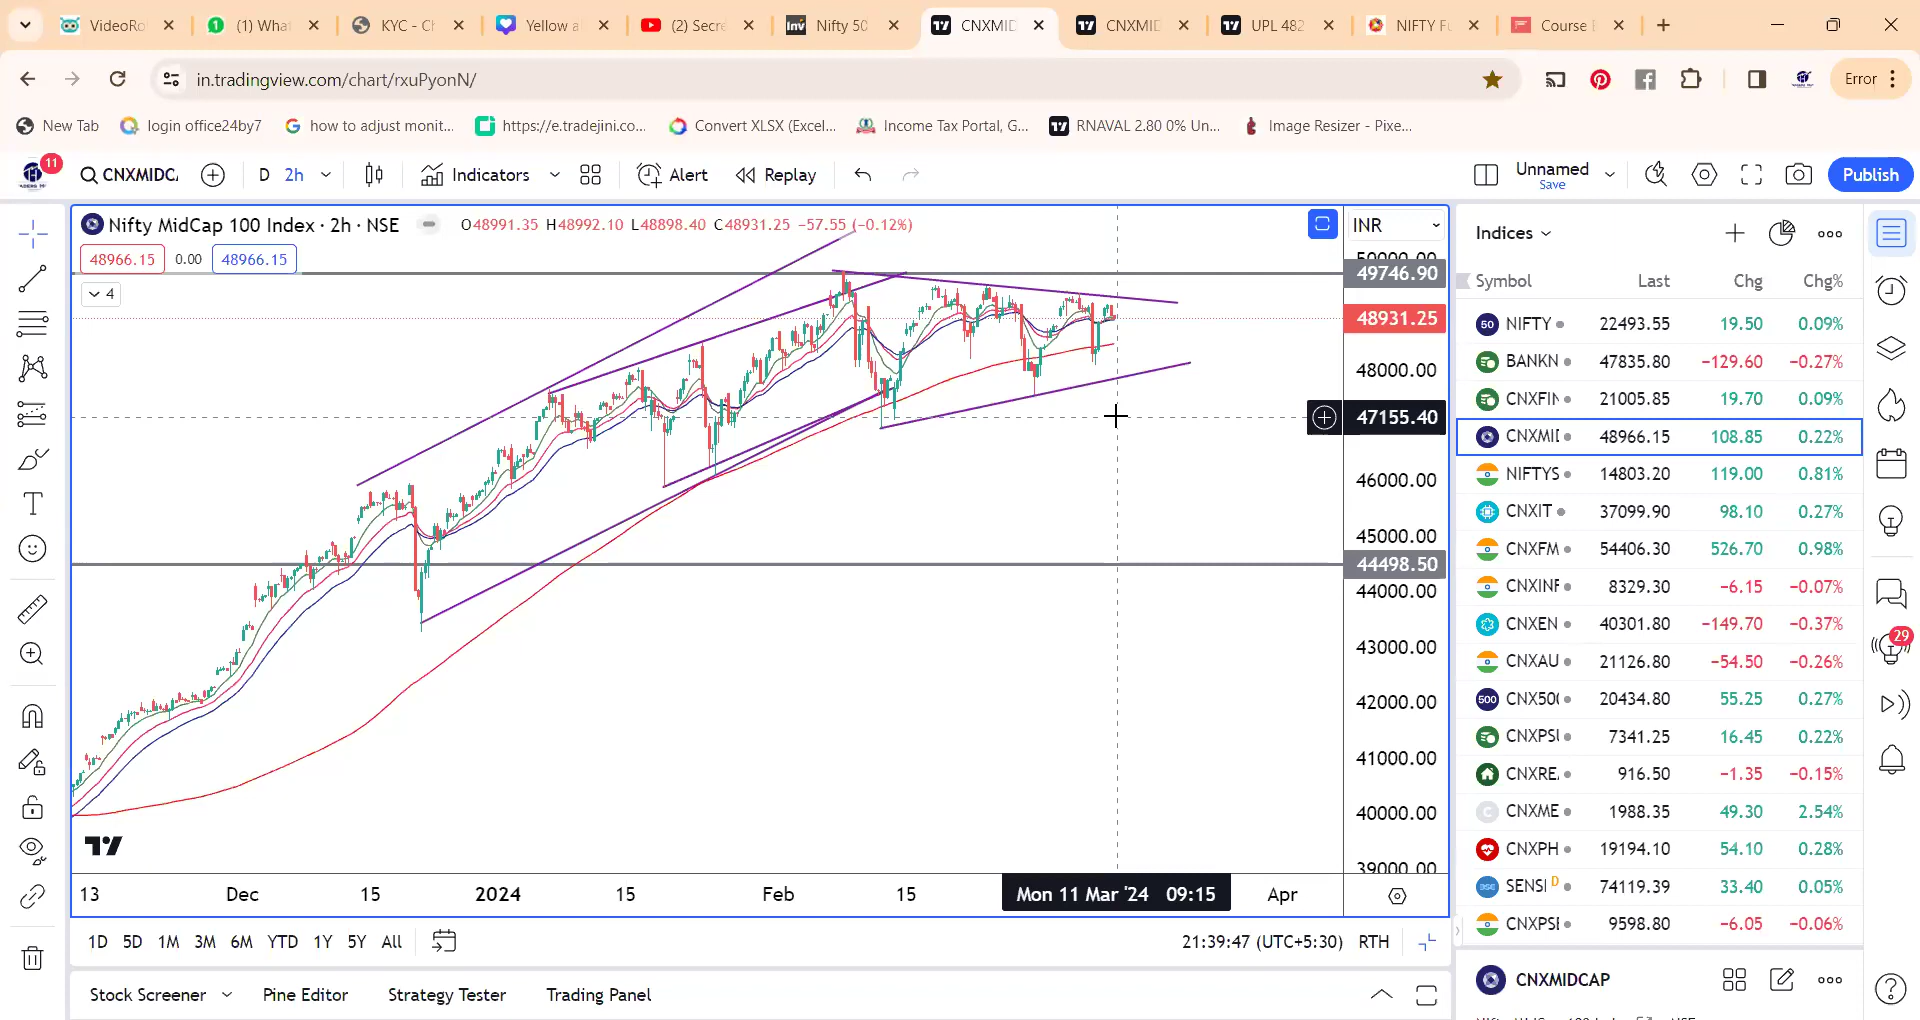 VideoRo
(1) What
KYC - Ch
Yellow a
(2) Secre
Nifty 50
CNXMID
CNXMID
UPL 482
NIFTY Fu
Course
in.tradingview.com/chart/rxuPyonN/
Error
New Tab
login office24by7
how to adjust monit...
https://e.tradejini.co...
Convert XLSX (Excel...
Income Tax Portal, G...
RNAVAL 2.80 0% Un...
Image Resizer - Pixe...
11
CNXMIDC
D
2h
Indicators
Alert
Replay
Unnamed
Save
Publish
Nifty MidCap 100 Index · 2h · NSE
O48991.35 H48992.10 L48898.40 C48931.25 −57.55 (−0.12%)
INR
48966.15
0.00
48966.15
4
50000.00
49746.90
48931.25
48000.00
47155.40
46000.00
45000.00
44498.50
44000.00
43000.00
42000.00
41000.00
40000.00
39000.00
13
Dec
15
2024
15
Feb
15
Mon 11 Mar '24 09:15
Apr
1D 5D 1M 3M 6M YTD 1Y 5Y All
21:39:47 (UTC+5:30)
RTH
Stock Screener
Pine Editor
Strategy Tester
Trading Panel
Indices
Symbol Last Chg Chg%
50 NIFTY 22493.55 19.50 0.09%
BANKN 47835.80 −129.60 −0.27%
CNXFIN 21005.85 19.70 0.09%
CNXMID 48966.15 108.85 0.22%
NIFTYS 14803.20 119.00 0.81%
CNXIT 37099.90 98.10 0.27%
CNXFM 54406.30 526.70 0.98%
CNXINF 8329.30 −6.15 −0.07%
CNXEN 40301.80 −149.70 −0.37%
CNXAU 21126.80 −54.50 −0.26%
500 CNX500 20434.80 55.25 0.27%
CNXPSU 7341.25 16.45 0.22%
CNXRE 916.50 −1.35 −0.15%
CNXME 1988.35 49.30 2.54%
CNXPH 19194.10 54.10 0.28%
SENSI D 74119.39 33.40 0.05%
CNXPSE 9598.80 −6.05 −0.06%
CNXMIDCAP
29